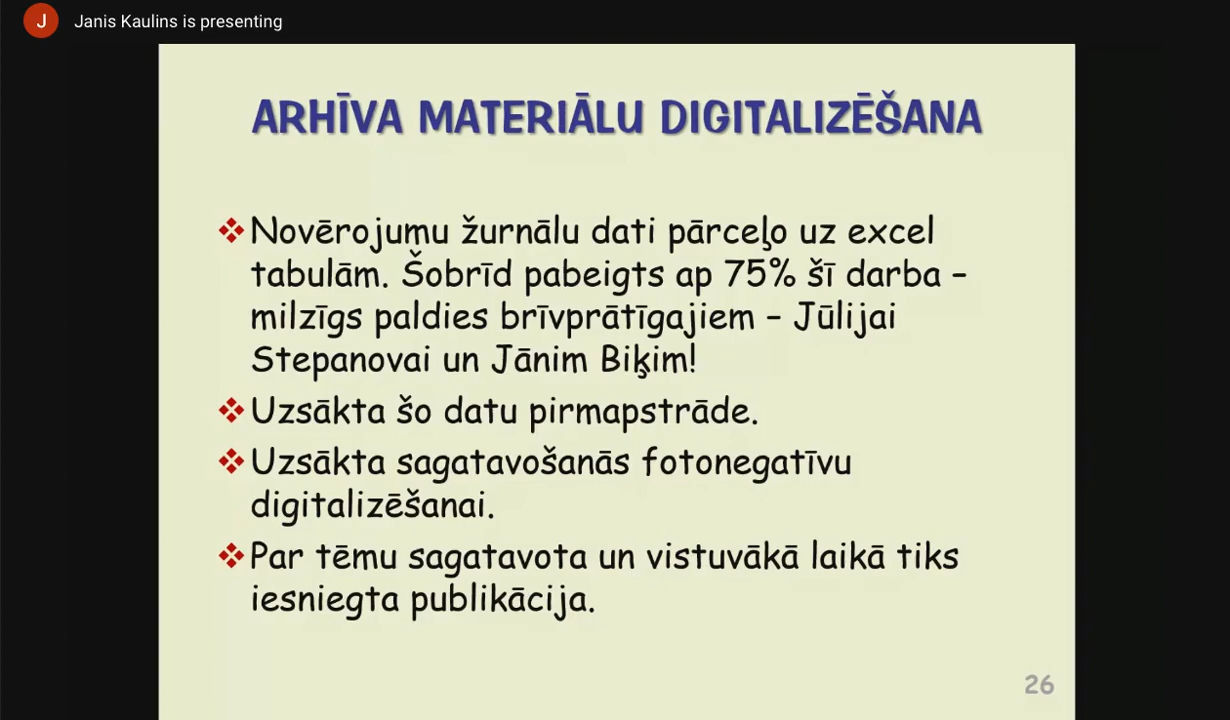 J Janis Kaulins is presenting
ARHĪVA MATERIĀLU DIGITALIZĒŠANA
❖Novērojumu žurnālu dati pārceļo uz excel
tabulām. Šobrīd pabeigts ap 75% šī darba –
milzīgs paldies brīvprātīgajiem – Jūlijai
Stepanovai un Jānim Biķim!
❖Uzsākta šo datu pirmapstrāde.
❖Uzsākta sagatavošanās fotonegatīvu
digitalizēšanai.
❖Par tēmu sagatavota un vistuvākā laikā tiks
iesniegta publikācija.
26